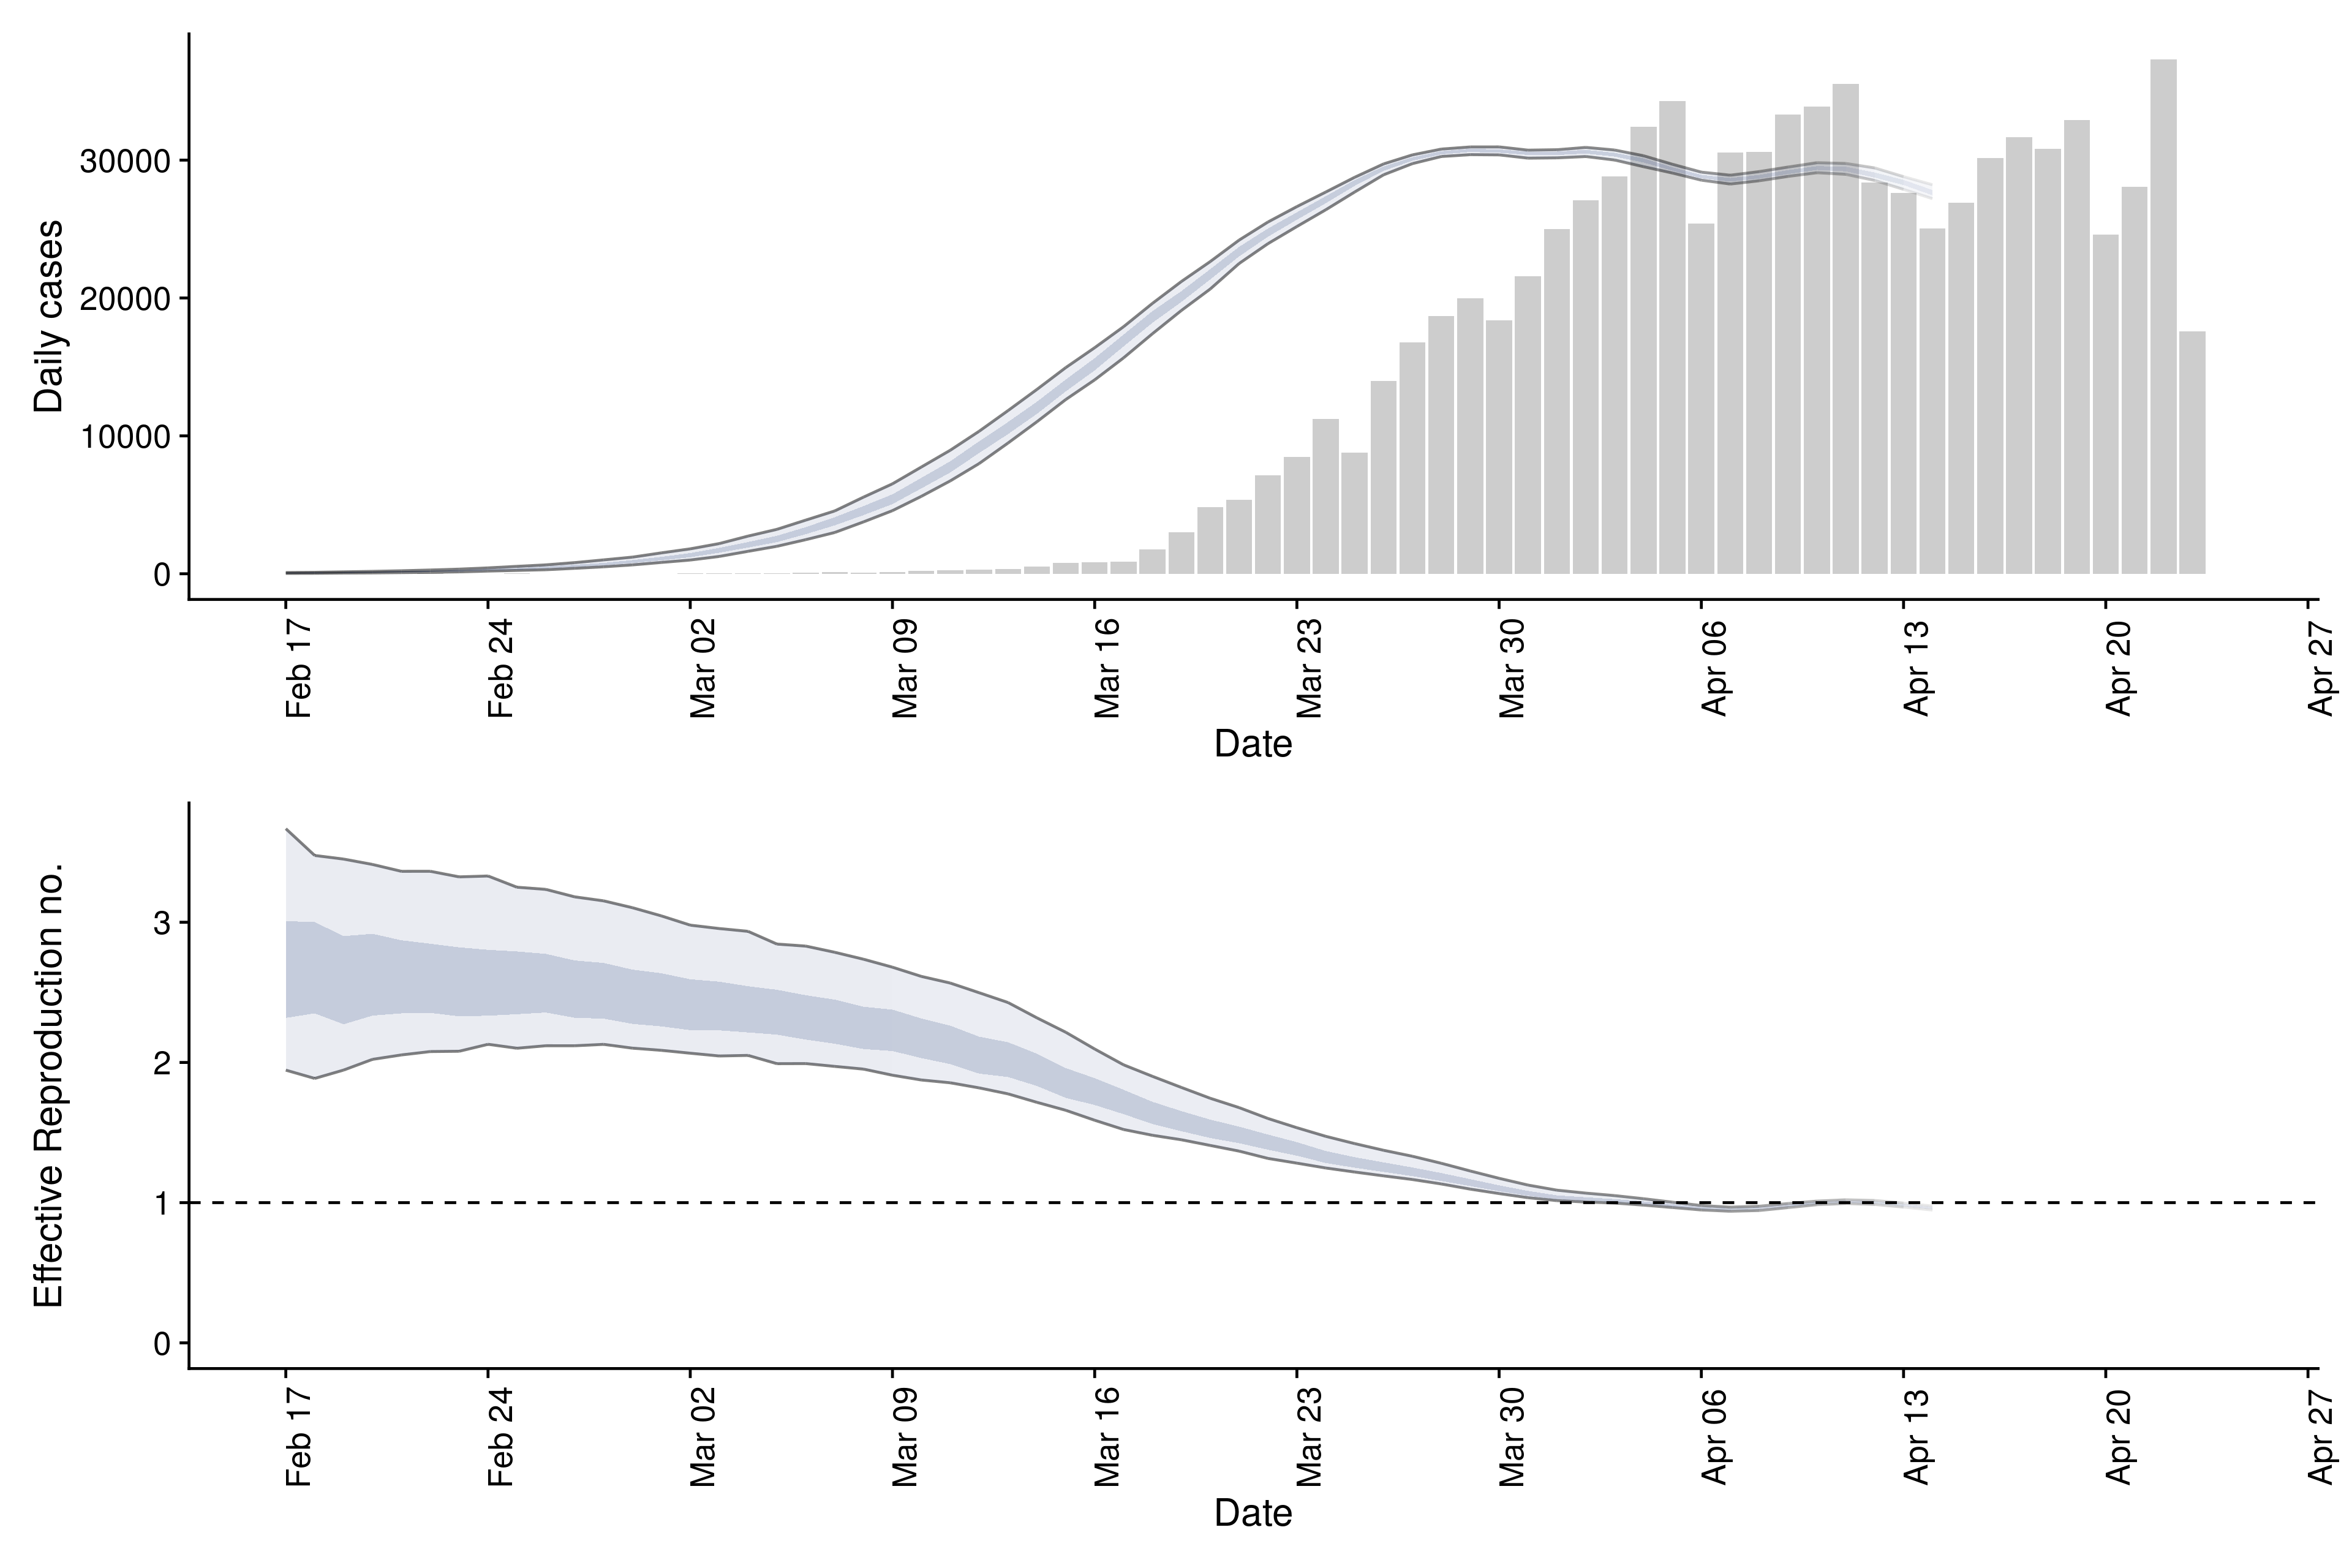 Daily cases
30000
20000
10000
0
Feb 17
Feb 24
Mar 02
Mar 09
Mar 16
Mar 23
Mar 30
Apr 06
Apr 13
Apr 20
Apr 27
Date
Effective Reproduction no.
3
2
1
0
Feb 17
Feb 24
Mar 02
Mar 09
Mar 16
Mar 23
Mar 30
Apr 06
Apr 13
Apr 20
Apr 27
Date